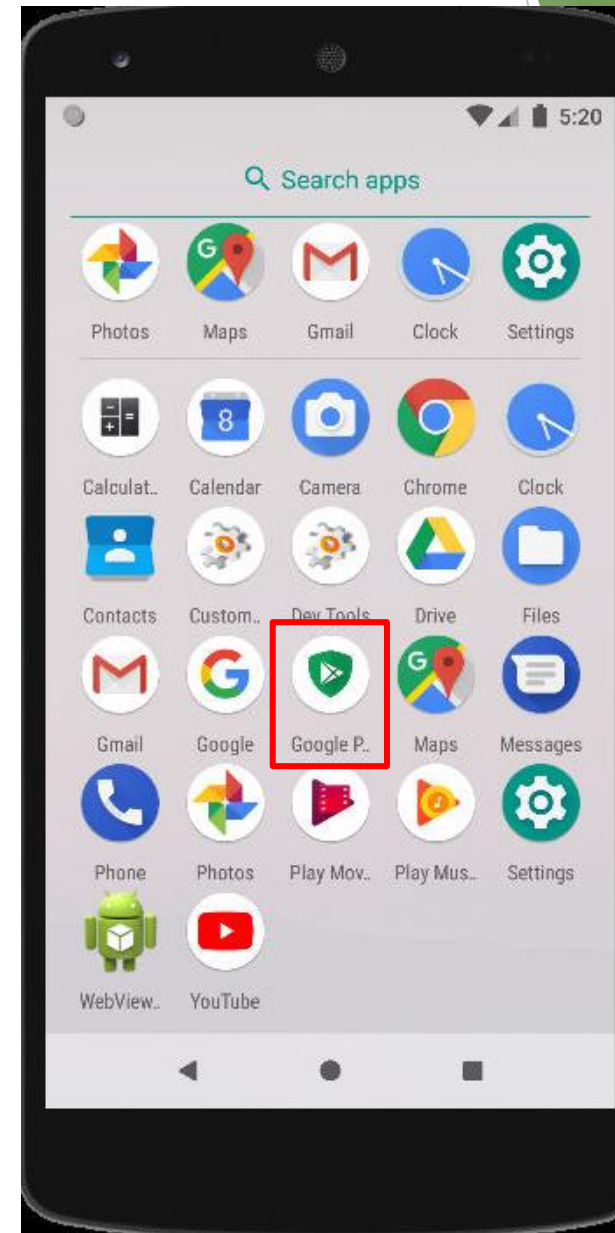 5:20
Search apps
G
Photos Maps Gmail Clock Settings
8
Calculat.. Calendar Camera Chrome Clock
Contacts Custom.. Dev Tools Drive Files
G G
Gmail Google Google P.. Maps Messages
Phone Photos Play Mov.. Play Mus.. Settings
WebView.. YouTube